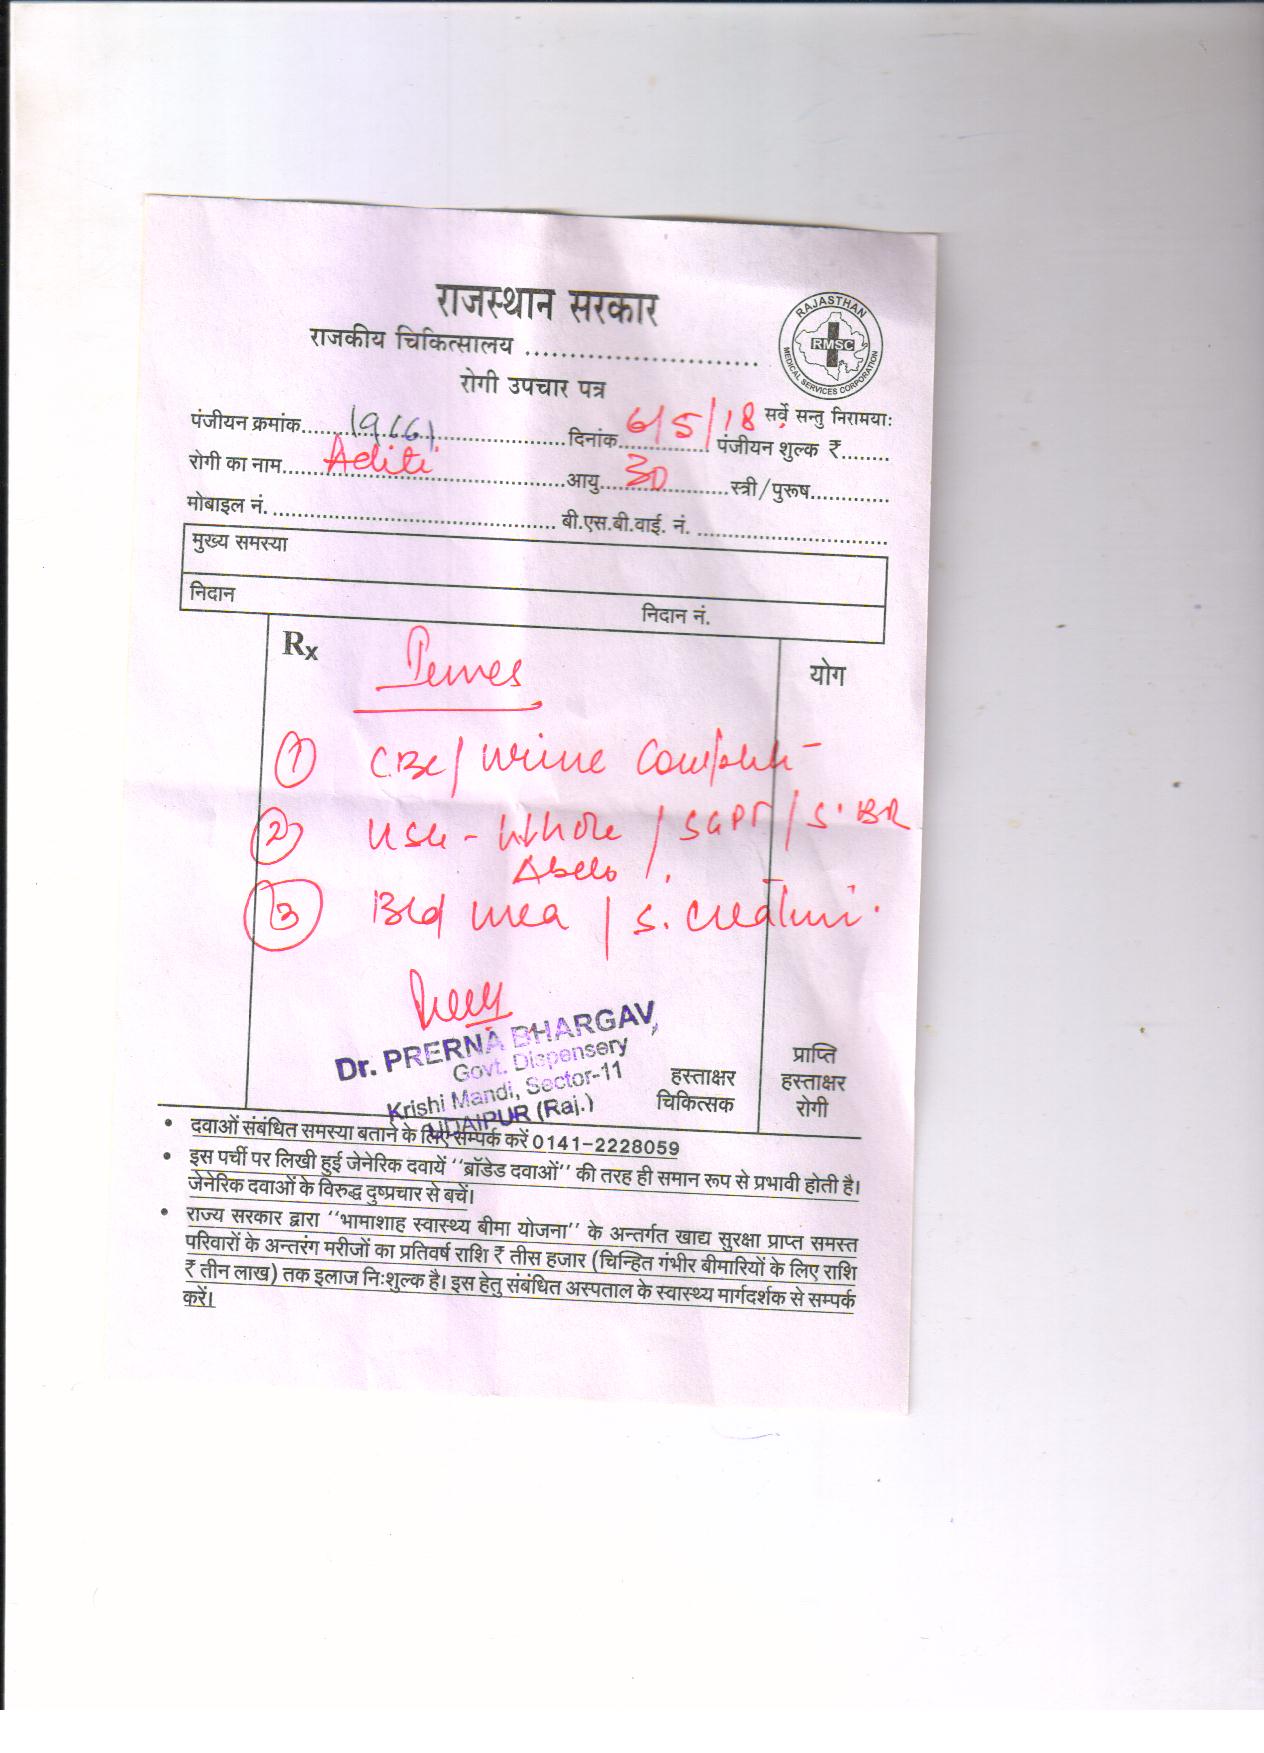 राजस्थान सरकार
राजकीय चिकित्सालय ...........................
RAJASTHAN
RMSC
MEDICAL SERVICES CORPORATION
रोगी उपचार पत्र
सर्वे सन्तु निरामयाः
पंजीयन क्रमांक.................. दिनांक 6/5/18 पंजीयन शुल्क ₹........
रोगी का नाम Aditi आयु 30 स्त्री/पुरूष............
मोबाइल नं. ................................ बी.एस.बी.वाई. नं. ................................
मुख्य समस्या
निदान निदान नं.
Rx योग
① CBC/ Urine Complete
② USG - Whole / SGPT / S. BR
Abdo /.
③ Bld urea / S. Creatini.
Dr. PRERNA BHARGAV,
Govt. Dispensery
Krishi Mandi, Sector-11
UDAIPUR (Raj.)
हस्ताक्षर
चिकित्सक
प्राप्ति
हस्ताक्षर
रोगी
• दवाओं संबंधित समस्या बताने के लिए सम्पर्क करें 0141-2228059
• इस पर्ची पर लिखी हुई जेनेरिक दवायें ‘‘ब्रॉडेड दवाओं’’ की तरह ही समान रूप से प्रभावी होती है।
जेनेरिक दवाओं के विरुद्ध दुष्प्रचार से बचें।
• राज्य सरकार द्वारा ‘‘भामाशाह स्वास्थ्य बीमा योजना’’ के अन्तर्गत खाद्य सुरक्षा प्राप्त समस्त
परिवारों के अन्तरंग मरीजों का प्रतिवर्ष राशि ₹ तीस हजार (चिन्हित गंभीर बीमारियों के लिए राशि
₹ तीन लाख) तक इलाज निःशुल्क है। इस हेतु संबंधित अस्पताल के स्वास्थ्य मार्गदर्शक से सम्पर्क
करें।